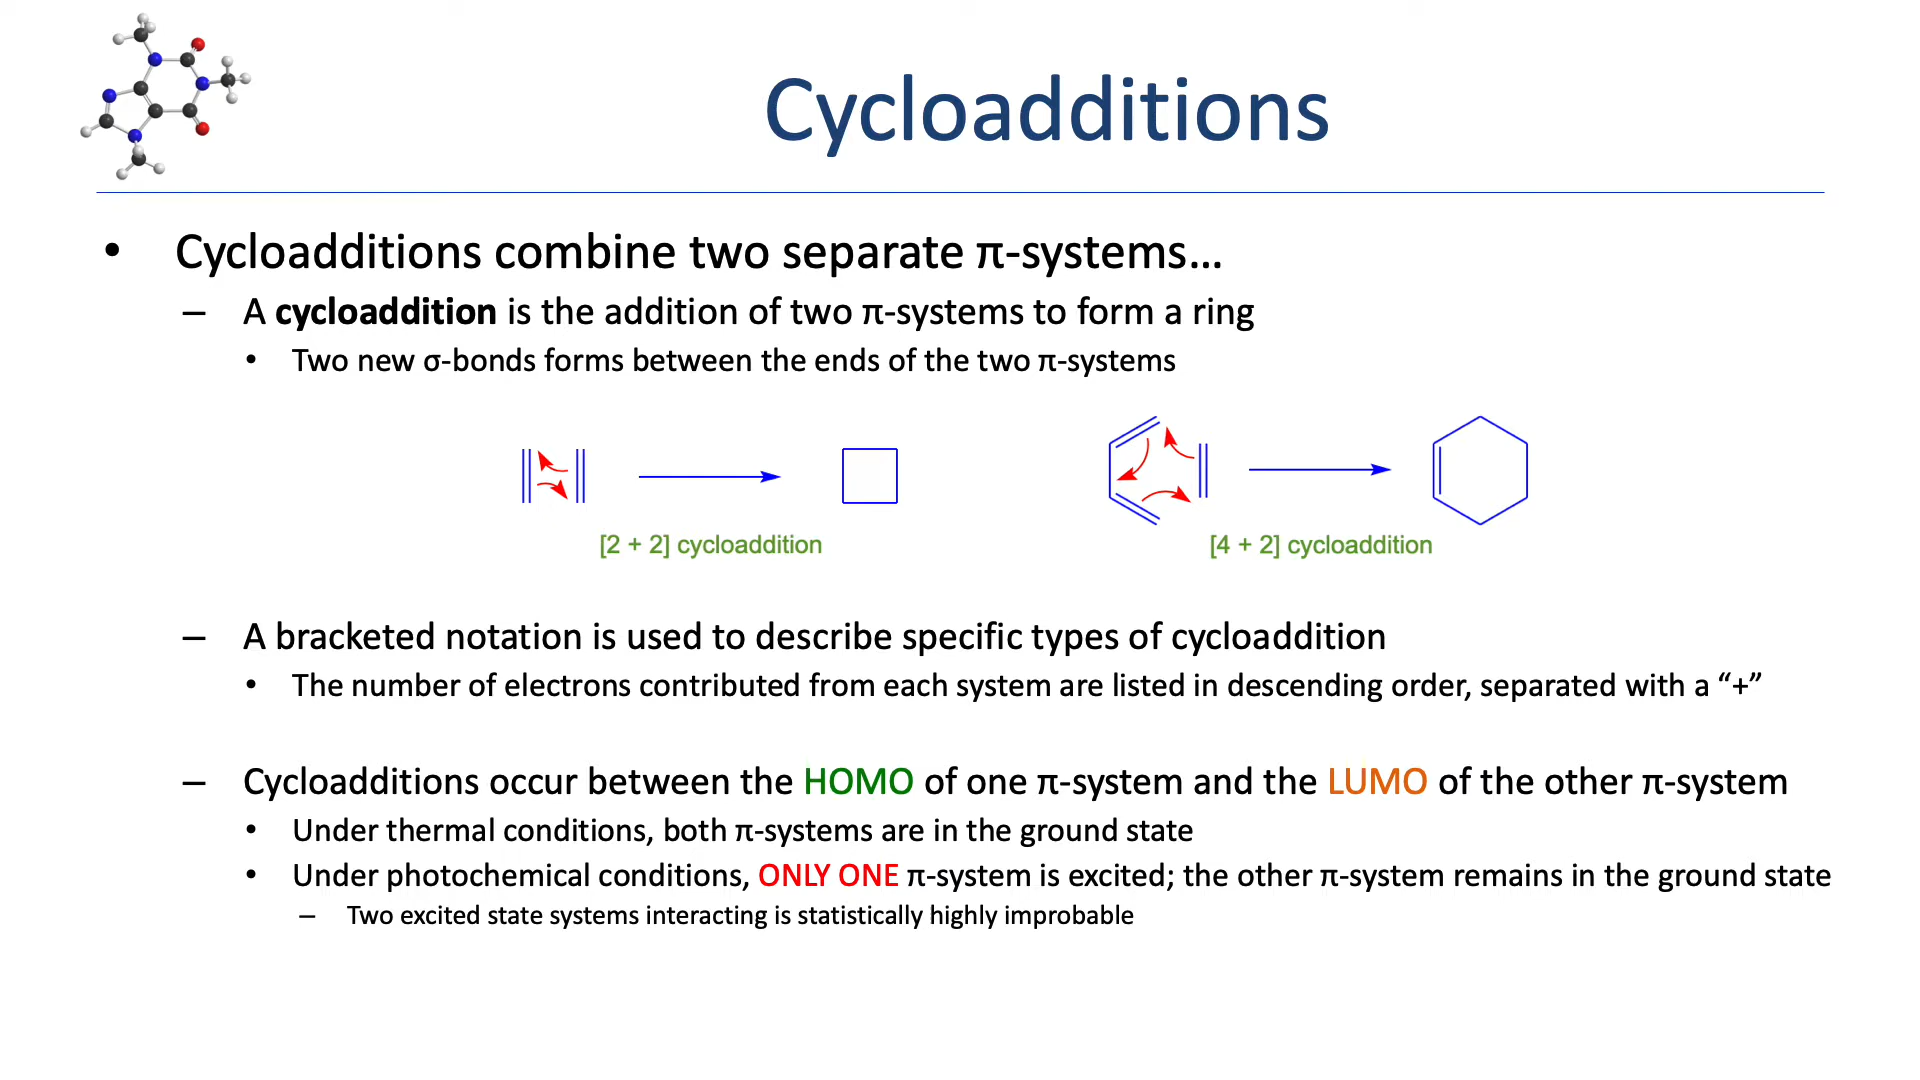 Cycloadditions
• Cycloadditions combine two separate π-systems…
– A cycloaddition is the addition of two π-systems to form a ring
• Two new σ-bonds forms between the ends of the two π-systems
[2 + 2] cycloaddition
[4 + 2] cycloaddition
– A bracketed notation is used to describe specific types of cycloaddition
• The number of electrons contributed from each system are listed in descending order, separated with a “+”
– Cycloadditions occur between the HOMO of one π-system and the LUMO of the other π-system
• Under thermal conditions, both π-systems are in the ground state
• Under photochemical conditions, ONLY ONE π-system is excited; the other π-system remains in the ground state
– Two excited state systems interacting is statistically highly improbable